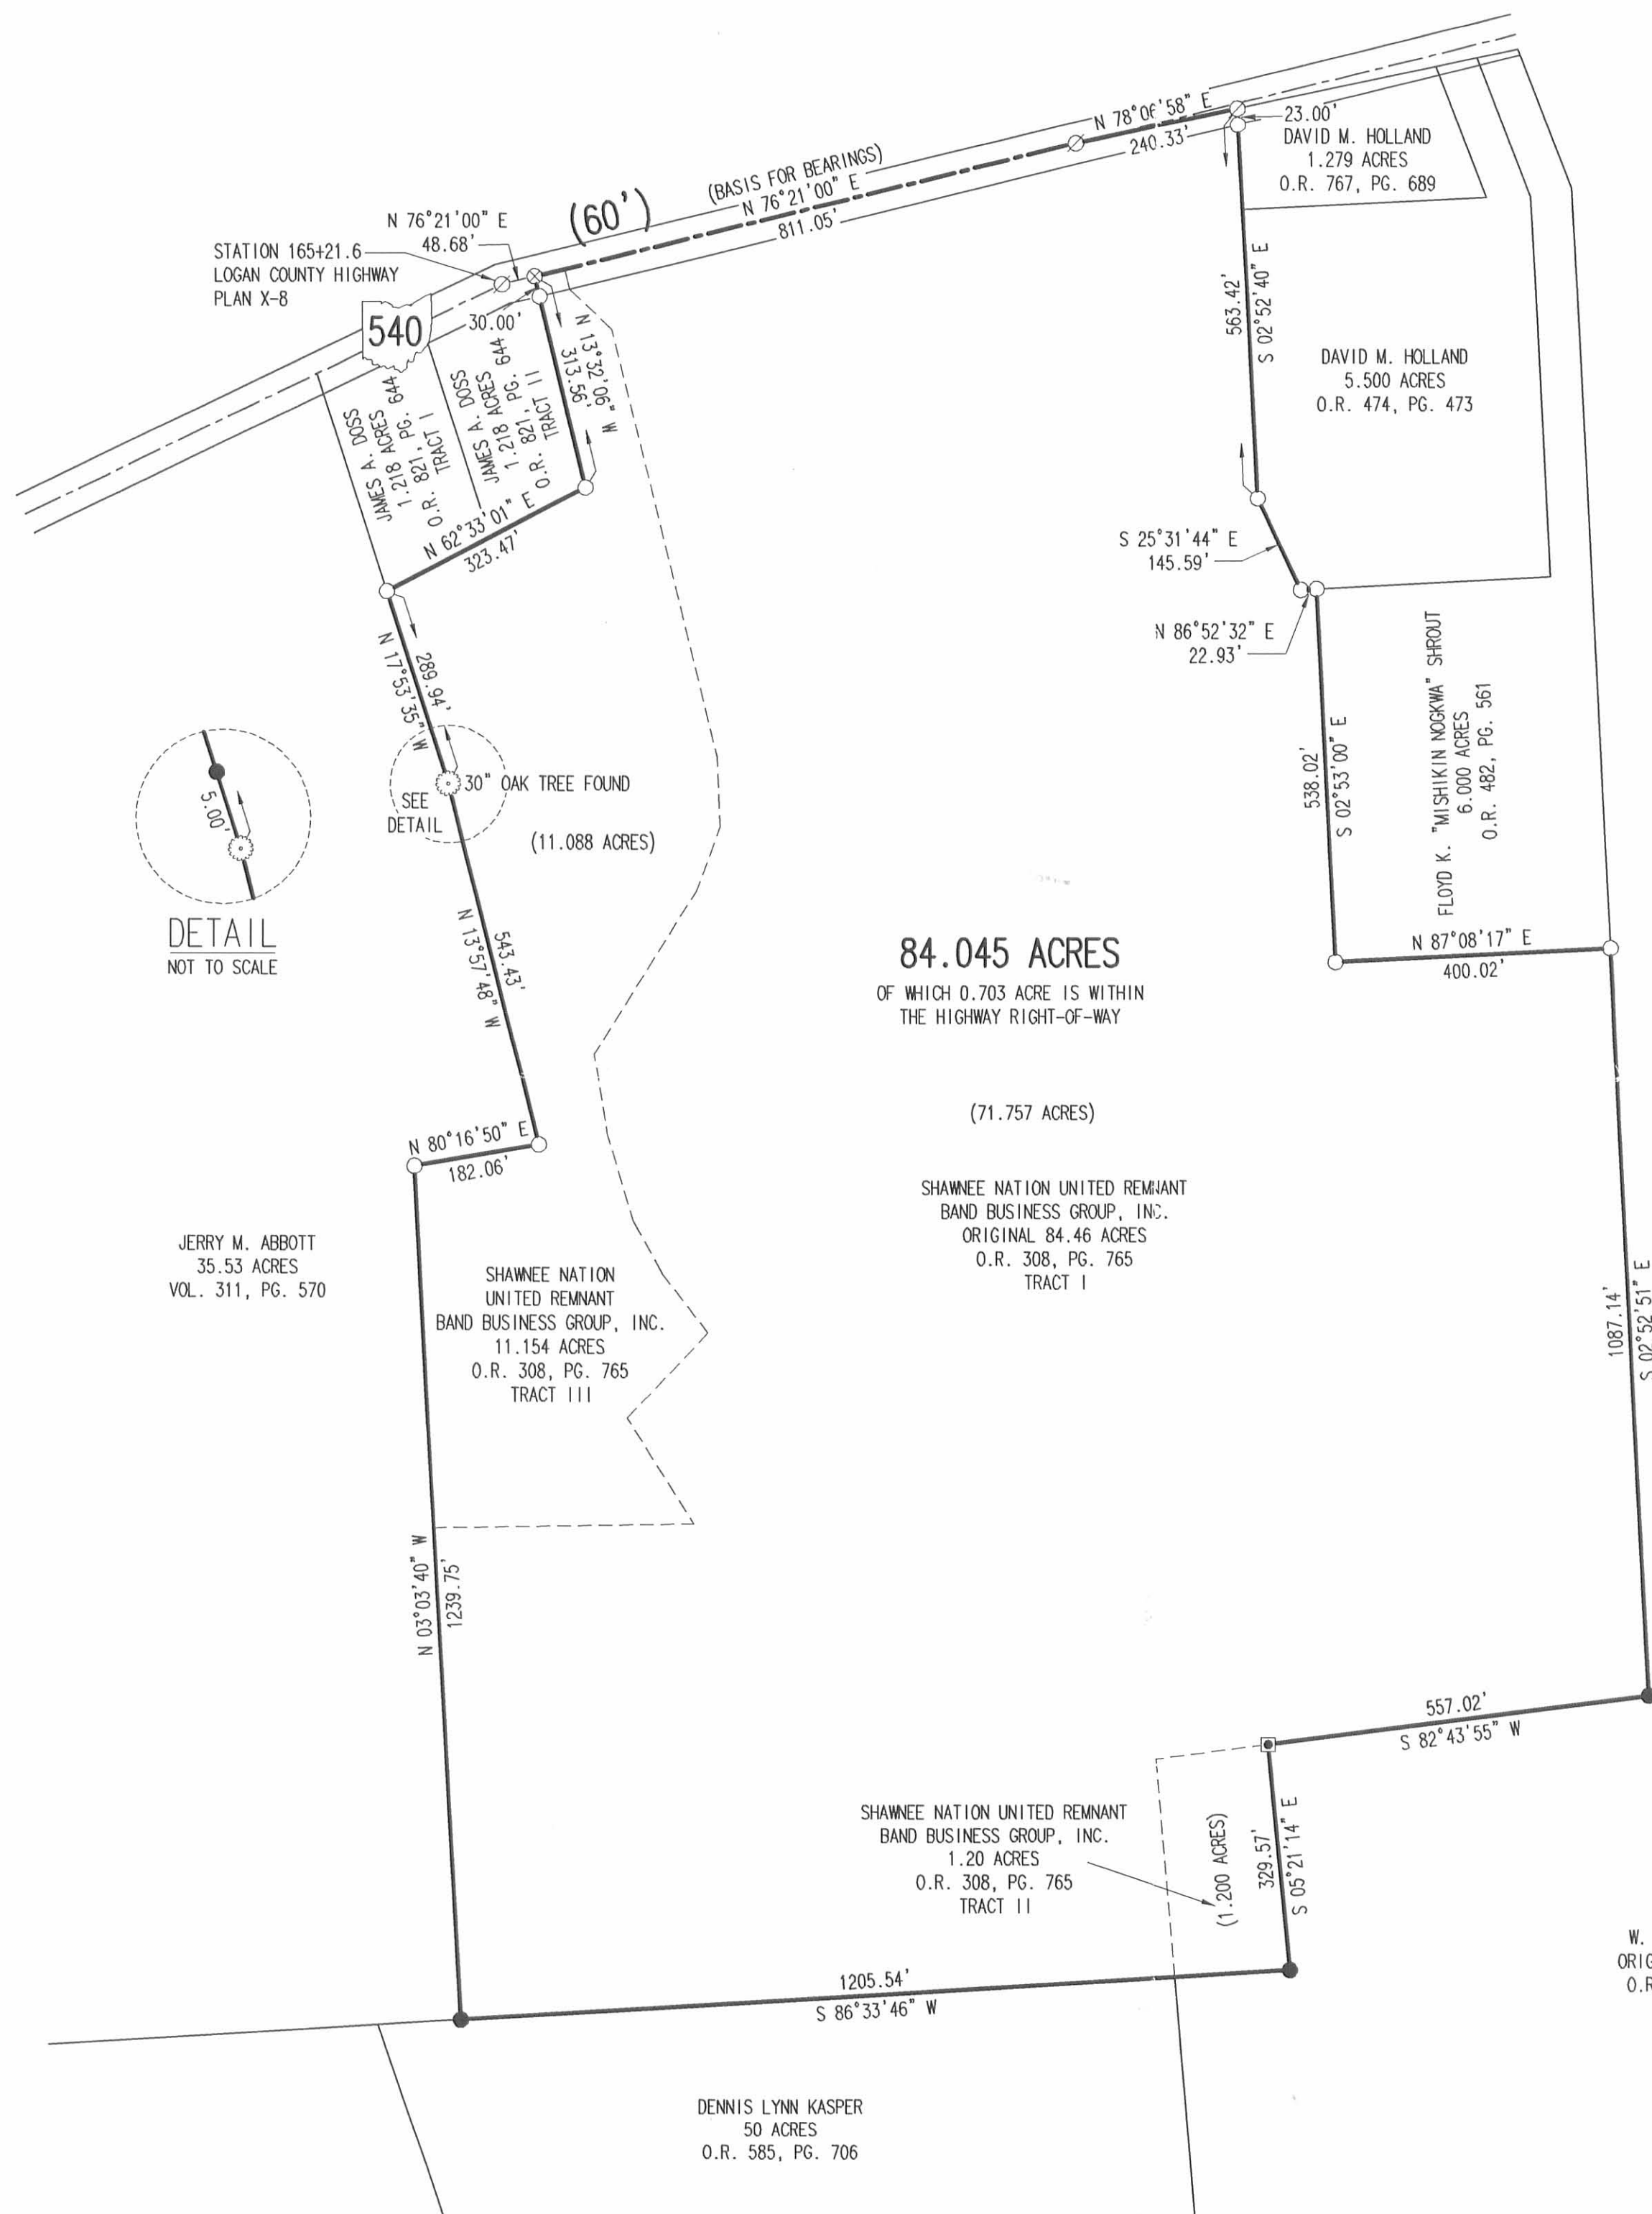 N 78°06'58" E
240.33'
23.00'
DAVID M. HOLLAND
1.279 ACRES
O.R. 767, PG. 689
(BASIS FOR BEARINGS)
N 76°21'00" E
811.05'
(60')
N 76°21'00" E
48.68'
STATION 165+21.6
LOGAN COUNTY HIGHWAY
PLAN X-8
540
30.00'
JAMES A. DOSS
1.218 ACRES
O.R. 821, PG. 644
TRACT I
JAMES A. DOSS
1.218 ACRES
O.R. 821, PG. 644
TRACT II
N 13°32'06" W
313.56'
N 62°33'01" E
323.47'
563.42'
S 02°52'40" E
DAVID M. HOLLAND
5.500 ACRES
O.R. 474, PG. 473
S 25°31'44" E
145.59'
N 86°52'32" E
22.93'
N 17°53'35" W
289.94'
30" OAK TREE FOUND
SEE
DETAIL
(11.088 ACRES)
5.00'
DETAIL
NOT TO SCALE
538.02'
S 02°53'00" E
FLOYD K. "MISHIKIN NOGKWA" SHROUT
6.000 ACRES
O.R. 482, PG. 561
N 87°08'17" E
400.02'
N 13°57'48" W
543.43'
84.045 ACRES
OF WHICH 0.703 ACRE IS WITHIN
THE HIGHWAY RIGHT-OF-WAY
(71.757 ACRES)
SHAWNEE NATION UNITED REMNANT
BAND BUSINESS GROUP, INC.
ORIGINAL 84.46 ACRES
O.R. 308, PG. 765
TRACT I
N 80°16'50" E
182.06'
JERRY M. ABBOTT
35.53 ACRES
VOL. 311, PG. 570
SHAWNEE NATION
UNITED REMNANT
BAND BUSINESS GROUP, INC.
11.154 ACRES
O.R. 308, PG. 765
TRACT III
1087.14'
S 02°52'51" E
N 03°03'40" W
1239.75'
557.02'
S 82°43'55" W
SHAWNEE NATION UNITED REMNANT
BAND BUSINESS GROUP, INC.
1.20 ACRES
O.R. 308, PG. 765
TRACT II
(1.200 ACRES)
329.57'
S 05°21'14" E
W.
ORIG
O.R
1205.54'
S 86°33'46" W
DENNIS LYNN KASPER
50 ACRES
O.R. 585, PG. 706